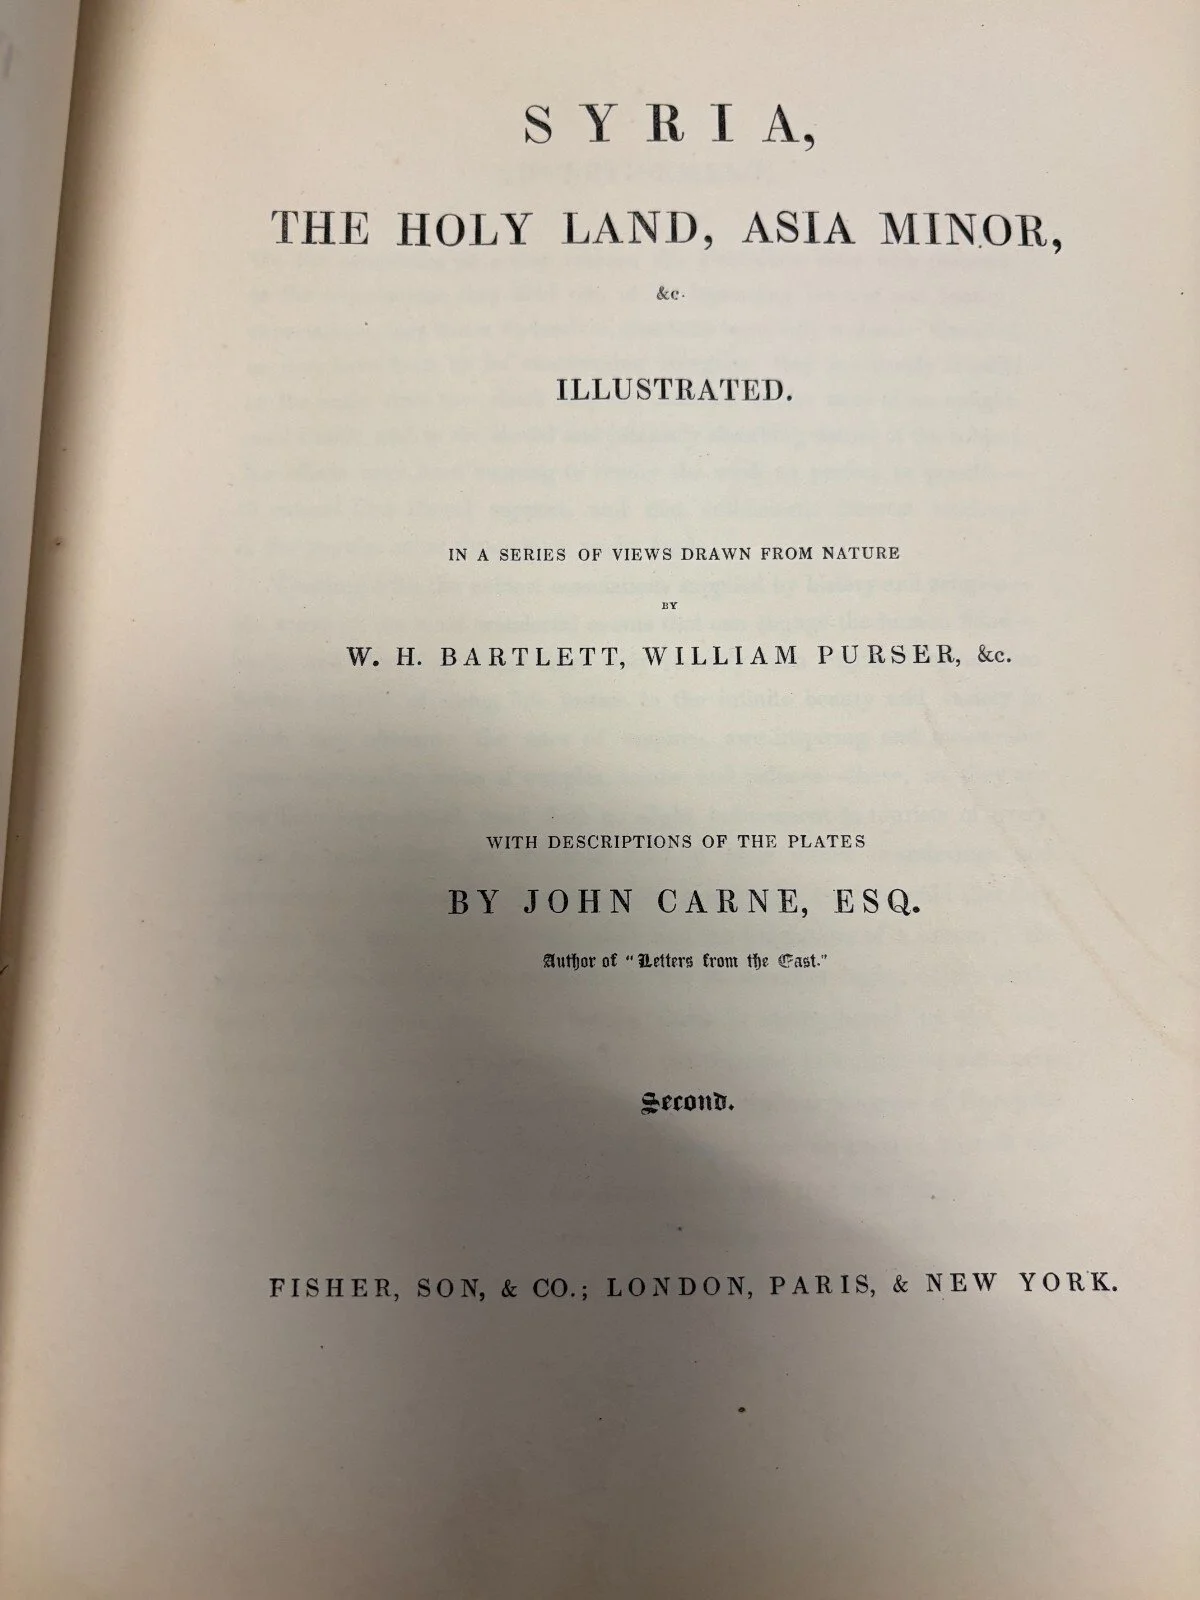 SYRIA,
THE HOLY LAND, ASIA MINOR,
&c.
ILLUSTRATED.
IN A SERIES OF VIEWS DRAWN FROM NATURE
BY
W. H. BARTLETT, WILLIAM PURSER, &c.
WITH DESCRIPTIONS OF THE PLATES
BY JOHN CARNE, ESQ.
Author of "Letters from the East."
Second.
FISHER, SON, & CO.; LONDON, PARIS, & NEW YORK.